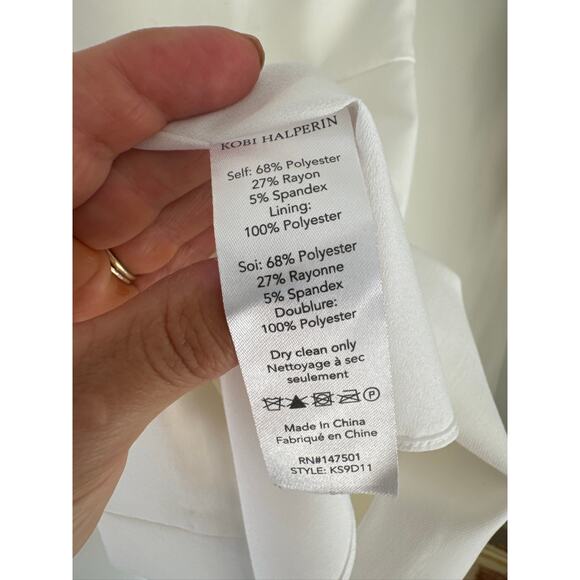 KOBI HALPERIN
Self: 68% Polyester
27% Rayon
5% Spandex
Lining:
100% Polyester
Soi: 68% Polyester
27% Rayonne
5% Spandex
Doublure:
100% Polyester
Dry clean only
Nettoyage à sec
seulement
P
Made In China
Fabriqué en Chine
RN#147501
STYLE: KS9D11